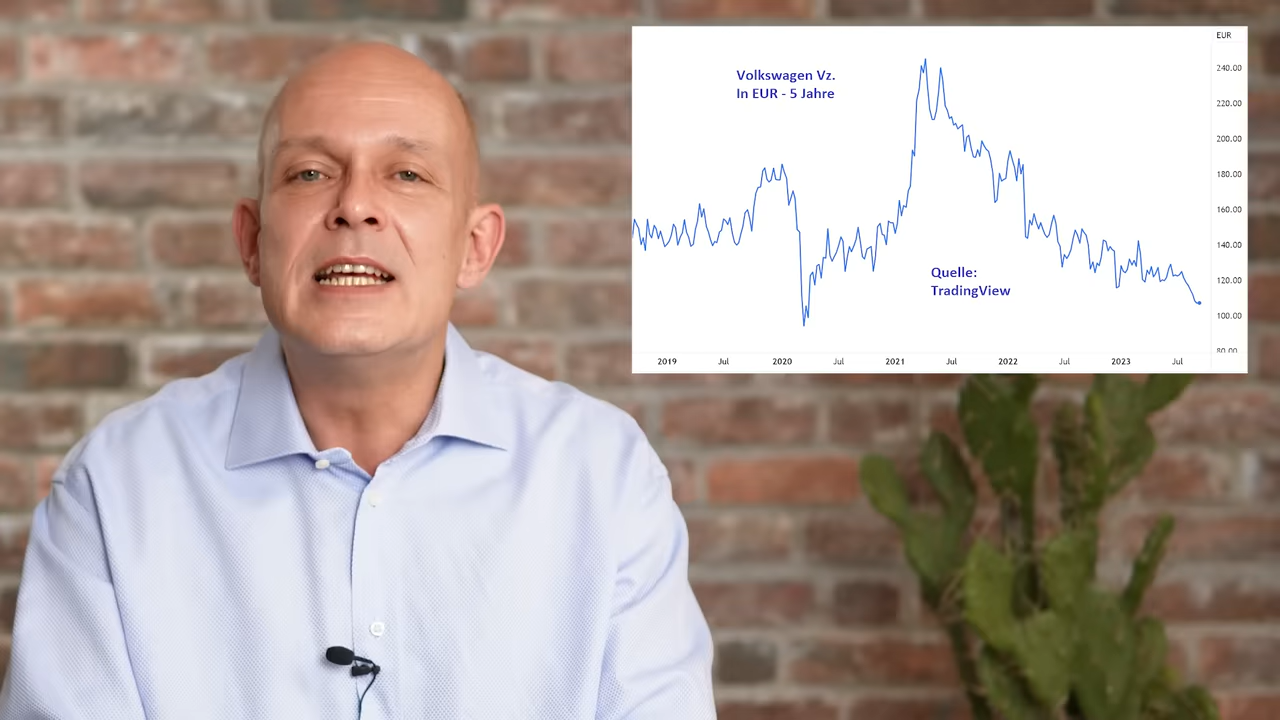 EUR
Volkswagen Vz.
In EUR - 5 Jahre
240.00
220.00
200.00
180.00
160.00
140.00
Quelle:
TradingView
120.00
100.00
80.00
2019 Jul 2020 Jul 2021 Jul 2022 Jul 2023 Jul